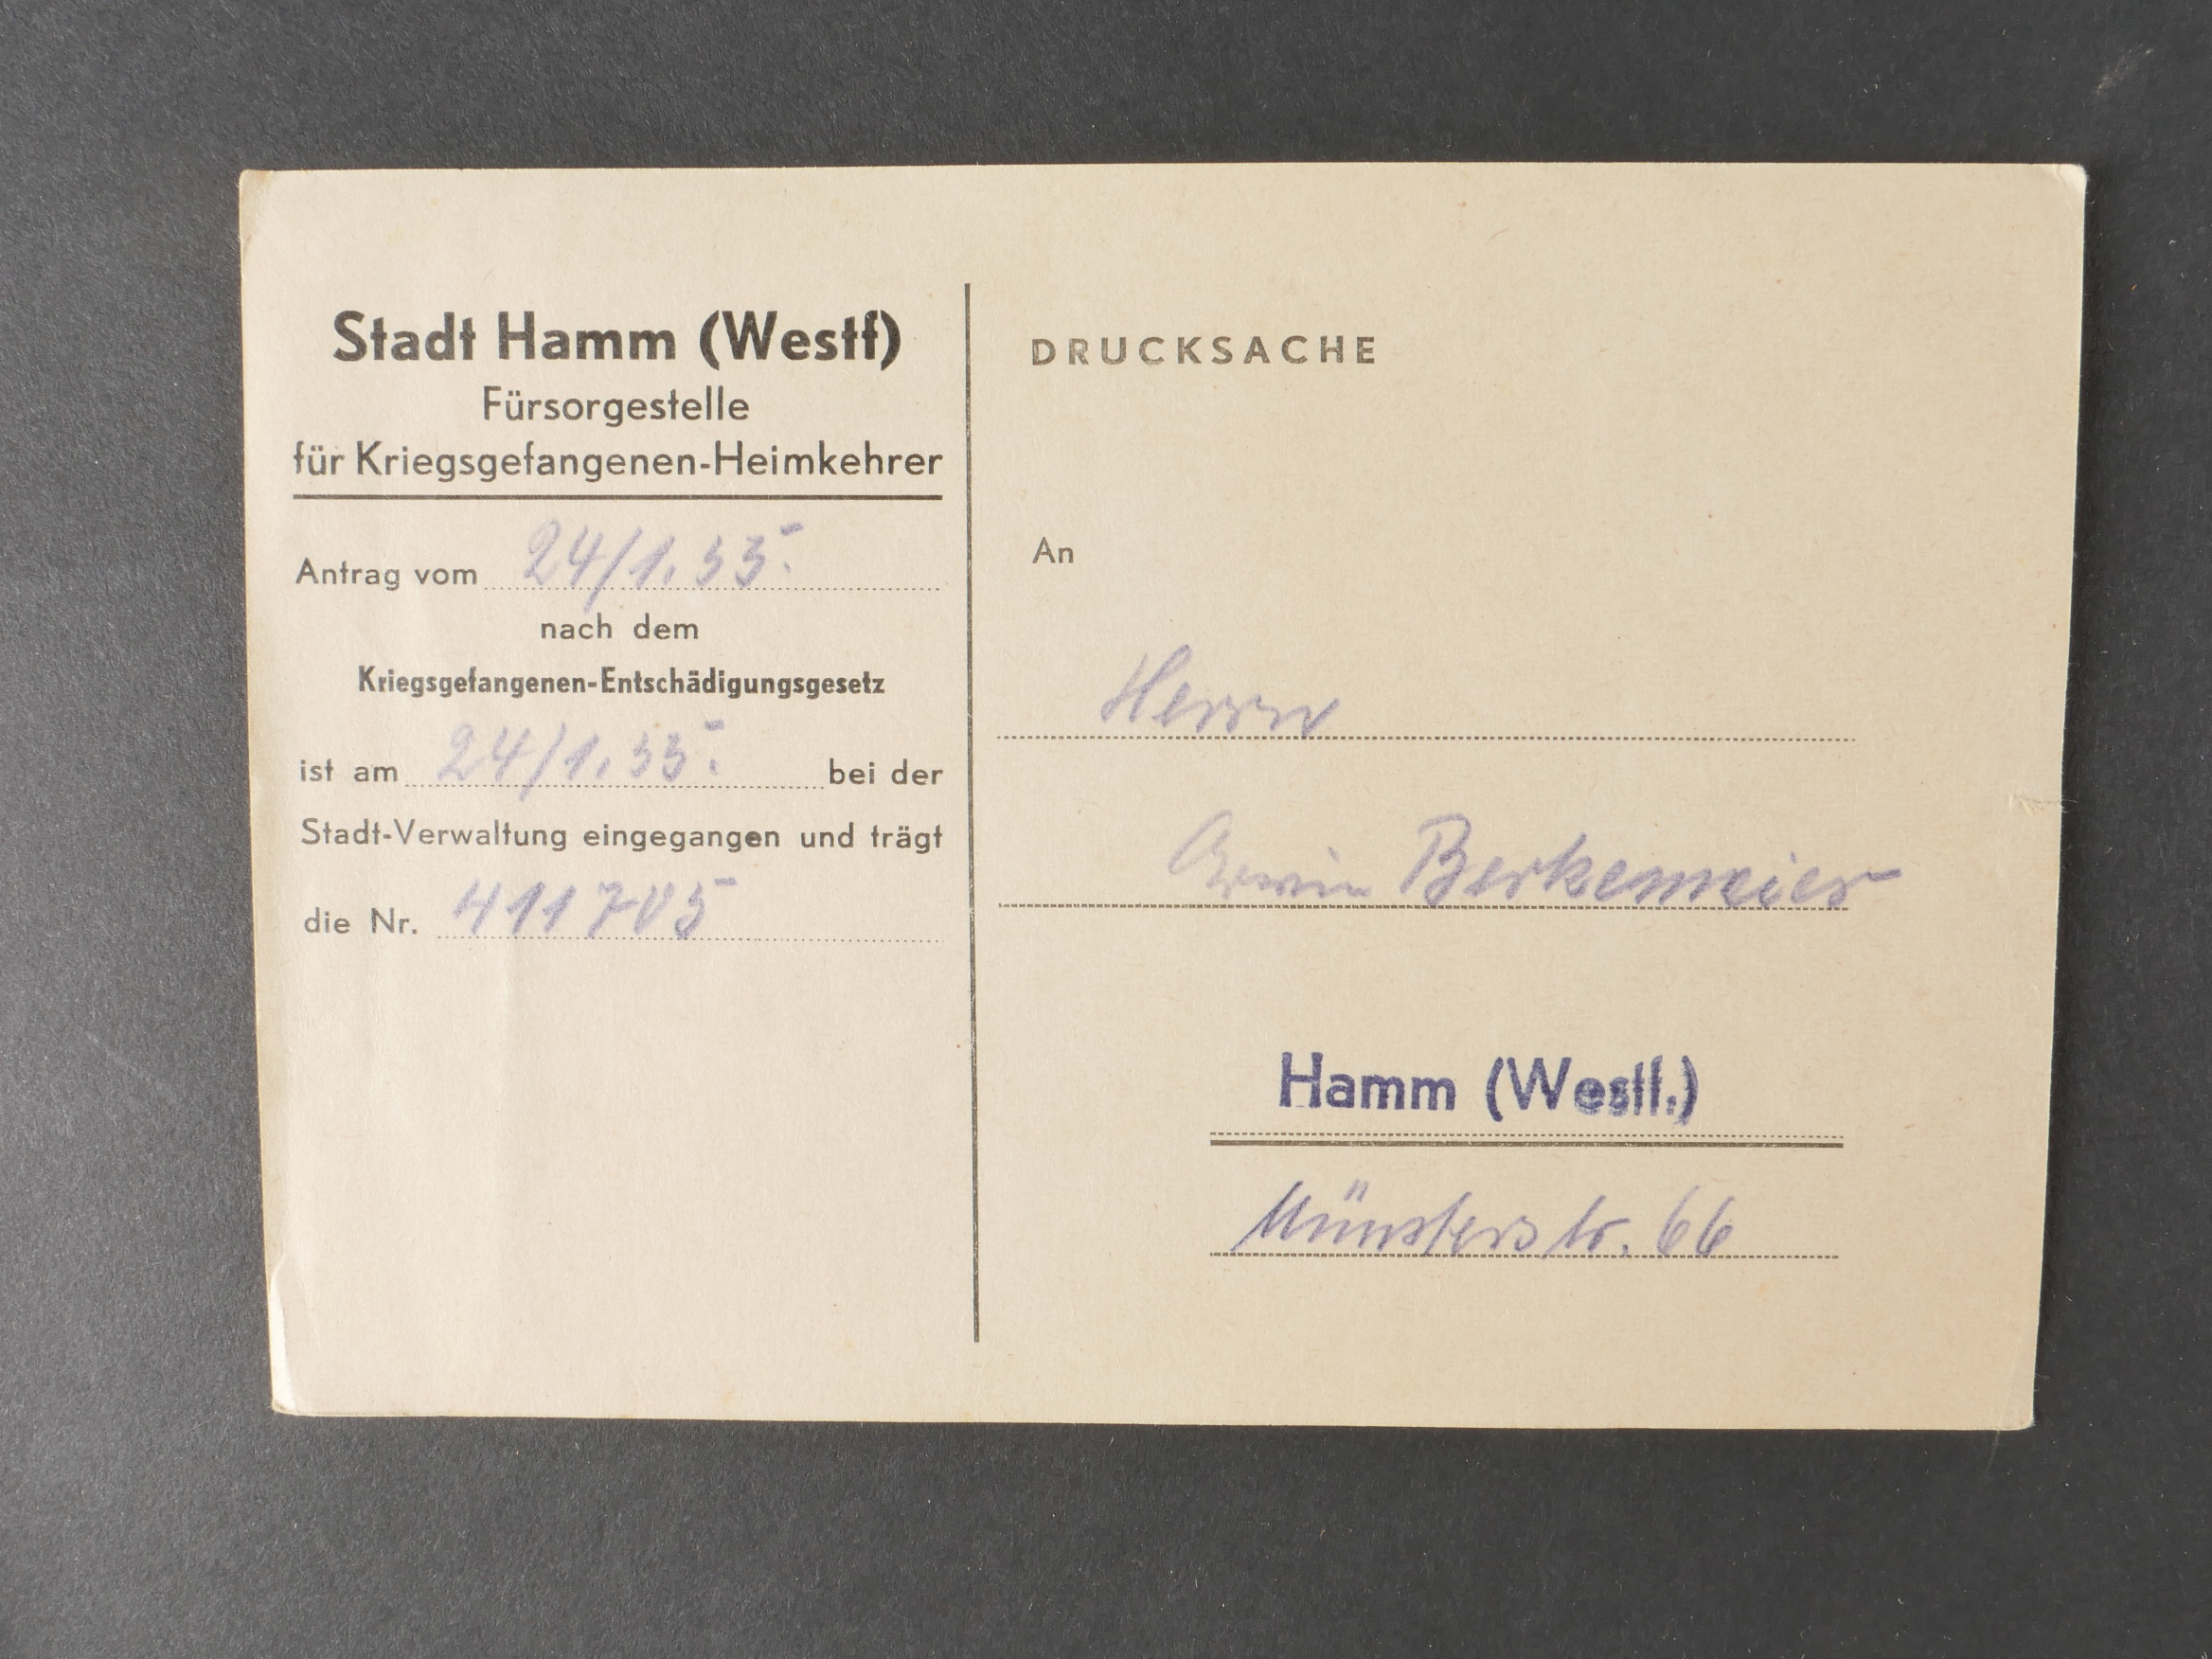 Stadt Hamm (Westf)
Fürsorgestelle
für Kriegsgefangenen-Heimkehrer
Antrag vom 24/1.55.
nach dem
Kriegsgefangenen-Entschädigungsgesetz
ist am 24/1.55. bei der
Stadt-Verwaltung eingegangen und trägt
die Nr. 411705
DRUCKSACHE
An
Herrn
Berkemeier
Hamm (Westf.)
Münsterstr. 66